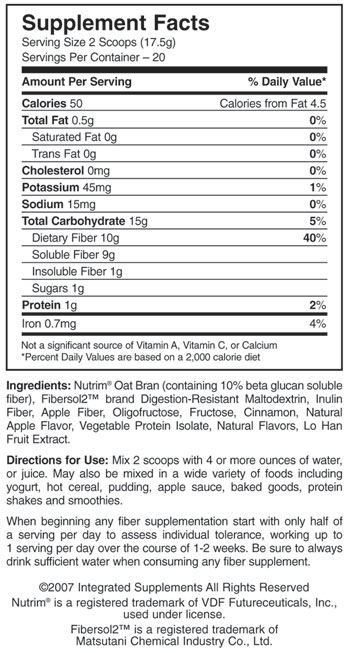 Supplement Facts
Serving Size 2 Scoops (17.5g)
Servings Per Container – 20
Amount Per Serving % Daily Value*
Calories 50 Calories from Fat 4.5
Total Fat 0.5g 0%
Saturated Fat 0g 0%
Trans Fat 0g 0%
Cholesterol 0mg 0%
Potassium 45mg 1%
Sodium 15mg 0%
Total Carbohydrate 15g 5%
Dietary Fiber 10g 40%
Soluble Fiber 9g
Insoluble Fiber 1g
Sugars 1g
Protein 1g 2%
Iron 0.7mg 4%
Not a significant source of Vitamin A, Vitamin C, or Calcium
*Percent Daily Values are based on a 2,000 calorie diet
Ingredients: Nutrim® Oat Bran (containing 10% beta glucan soluble
fiber), Fibersol2™ brand Digestion-Resistant Maltodextrin, Inulin
Fiber, Apple Fiber, Oligofructose, Fructose, Cinnamon, Natural
Apple Flavor, Vegetable Protein Isolate, Natural Flavors, Lo Han
Fruit Extract.
Directions for Use: Mix 2 scoops with 4 or more ounces of water,
or juice. May also be mixed in a wide variety of foods including
yogurt, hot cereal, pudding, apple sauce, baked goods, protein
shakes and smoothies.
When beginning any fiber supplementation start with only half of
a serving per day to assess individual tolerance, working up to
1 serving per day over the course of 1-2 weeks. Be sure to always
drink sufficient water when consuming any fiber supplement.
©2007 Integrated Supplements All Rights Reserved
Nutrim® is a registered trademark of VDF Futureceuticals, Inc.,
used under license.
Fibersol2™ is a registered trademark of
Matsutani Chemical Industry Co., Ltd.